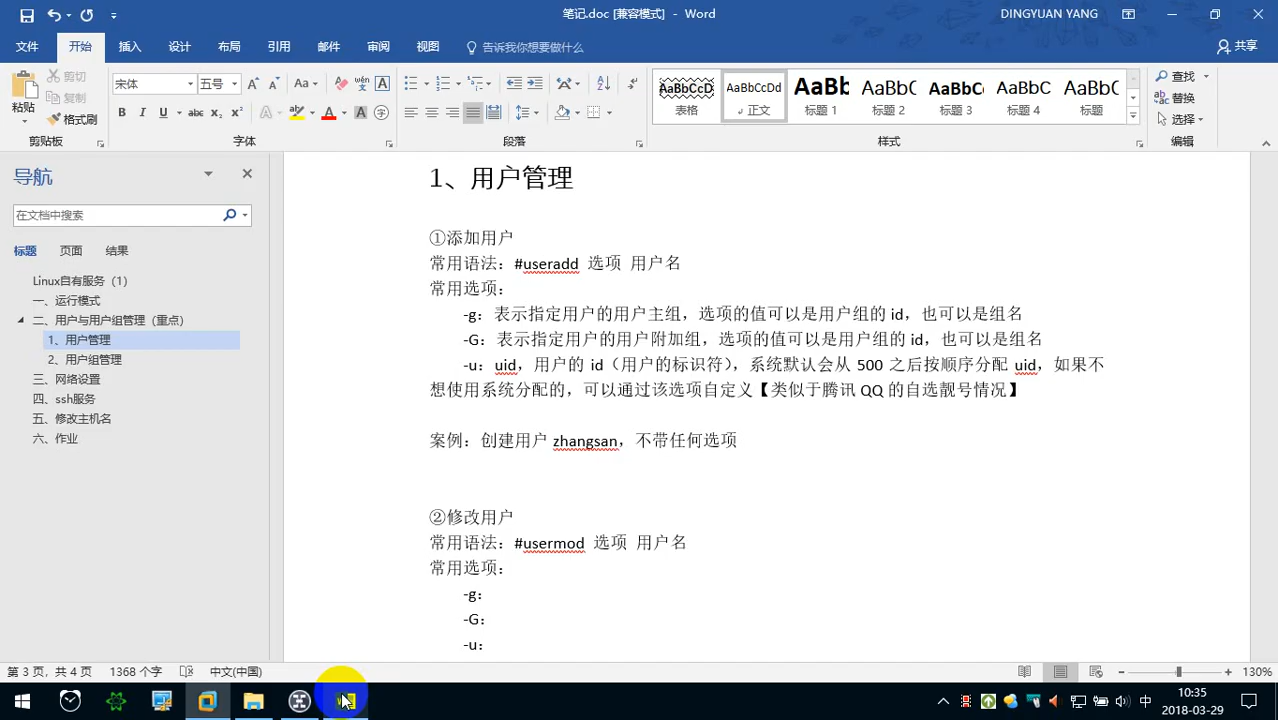 笔记.doc [兼容模式] - Word
DINGYUAN YANG
文件 开始 插入 设计 布局 引用 邮件 审阅 视图 告诉我你想要做什么 共享
粘贴 剪切 复制 格式刷
宋体 五号
AaBbCcD AaBbCcDd AaBb AaBbC AaBbC AaBbC AaBbC
表格 正文 标题 1 标题 2 标题 3 标题 4 标题
查找 替换 选择
剪贴板 字体 段落 样式 编辑
导航
在文档中搜索
标题 页面 结果
Linux自有服务（1）
一、运行模式
二、用户与用户组管理（重点）
1、用户管理
2、用户组管理
三、网络设置
四、ssh服务
五、修改主机名
六、作业
1、用户管理
①添加用户
常用语法：#useradd 选项 用户名
常用选项：
-g：表示指定用户的用户主组，选项的值可以是用户组的 id，也可以是组名
-G：表示指定用户的用户附加组，选项的值可以是用户组的 id，也可以是组名
-u：uid，用户的 id（用户的标识符），系统默认会从 500 之后按顺序分配 uid，如果不
想使用系统分配的，可以通过该选项自定义【类似于腾讯 QQ 的自选靓号情况】
案例：创建用户 zhangsan，不带任何选项
②修改用户
常用语法：#usermod 选项 用户名
常用选项：
-g：
-G：
-u：
第 3 页，共 4 页 1368 个字 中文(中国) 130%
中 10:35
2018-03-29